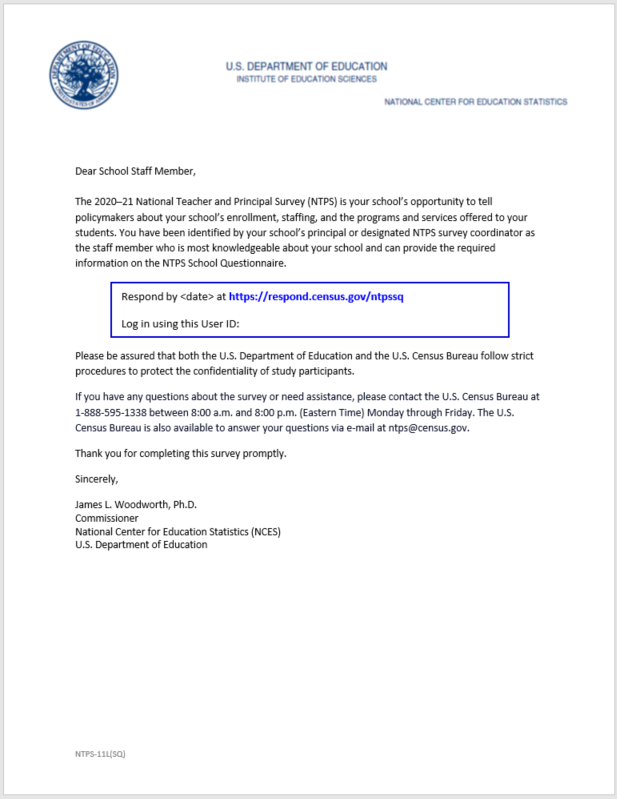 DEPARTMENT OF EDUCATION
UNITED STATES OF AMERICA
U.S. DEPARTMENT OF EDUCATION
INSTITUTE OF EDUCATION SCIENCES
NATIONAL CENTER FOR EDUCATION STATISTICS
Dear School Staff Member,
The 2020–21 National Teacher and Principal Survey (NTPS) is your school’s opportunity to tell
policymakers about your school’s enrollment, staffing, and the programs and services offered to your
students. You have been identified by your school’s principal or designated NTPS survey coordinator as
the staff member who is most knowledgeable about your school and can provide the required
information on the NTPS School Questionnaire.
Respond by <date> at https://respond.census.gov/ntpssq
Log in using this User ID:
Please be assured that both the U.S. Department of Education and the U.S. Census Bureau follow strict
procedures to protect the confidentiality of study participants.
If you have any questions about the survey or need assistance, please contact the U.S. Census Bureau at
1-888-595-1338 between 8:00 a.m. and 8:00 p.m. (Eastern Time) Monday through Friday. The U.S.
Census Bureau is also available to answer your questions via e-mail at ntps@census.gov.
Thank you for completing this survey promptly.
Sincerely,
James L. Woodworth, Ph.D.
Commissioner
National Center for Education Statistics (NCES)
U.S. Department of Education
NTPS-11L(SQ)